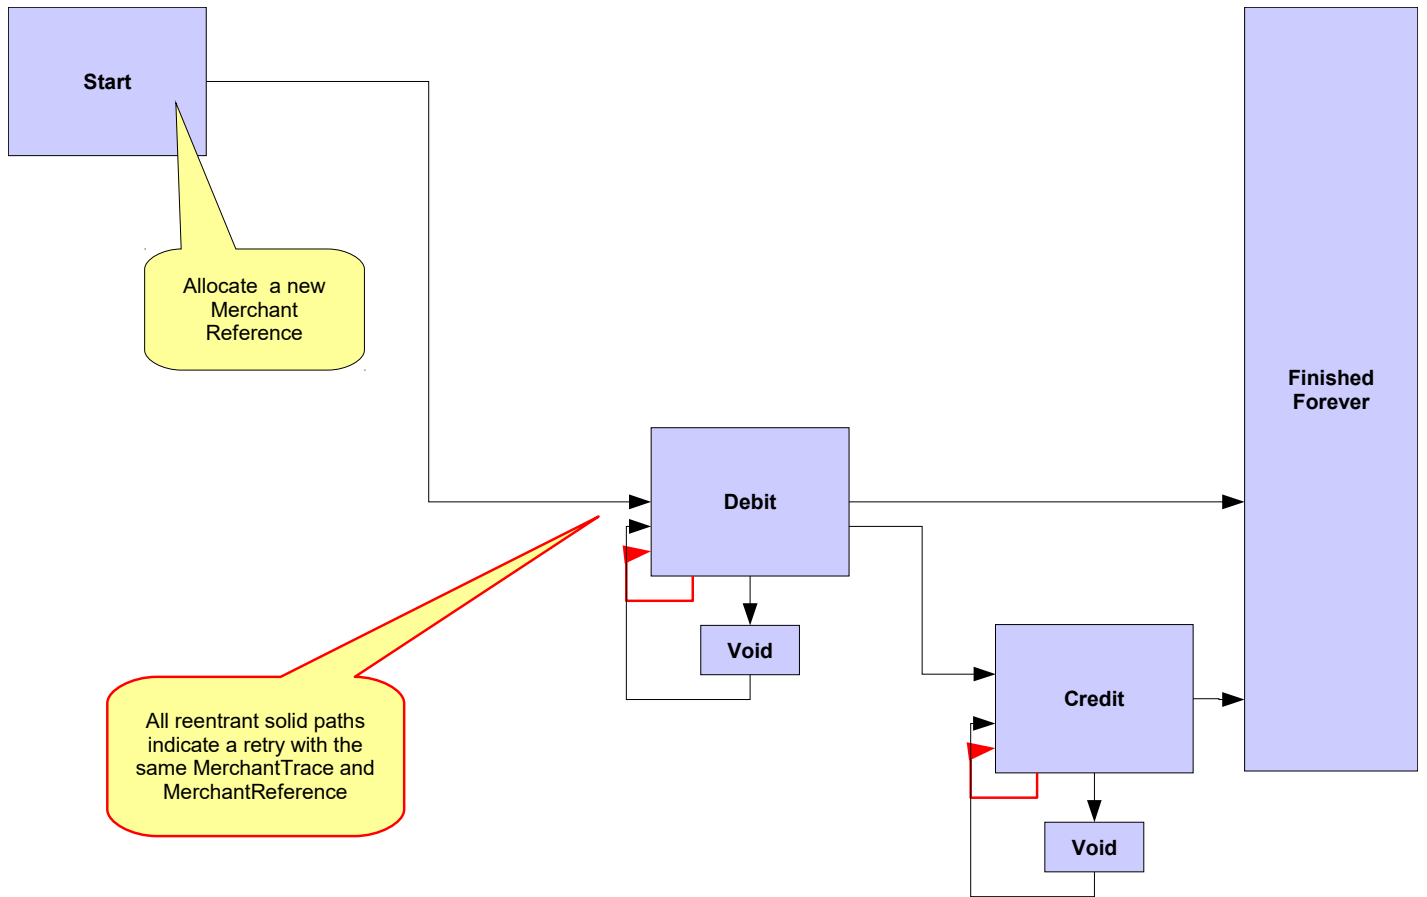 Start
Allocate  a new
Merchant
Reference
Finished
Forever
Debit
Void
All reentrant solid paths
indicate a retry with the
same MerchantTrace and
MerchantReference
Credit
Void